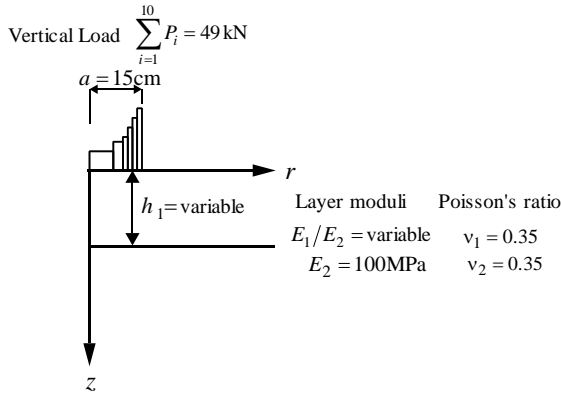 Vertical Load \sum_{i=1}^{10} P_i = 49 kN
a = 15cm
r
h_1 = variable
Layer moduli Poisson's ratio
E_1/E_2 = variable ν_1 = 0.35
E_2 = 100MPa ν_2 = 0.35
z